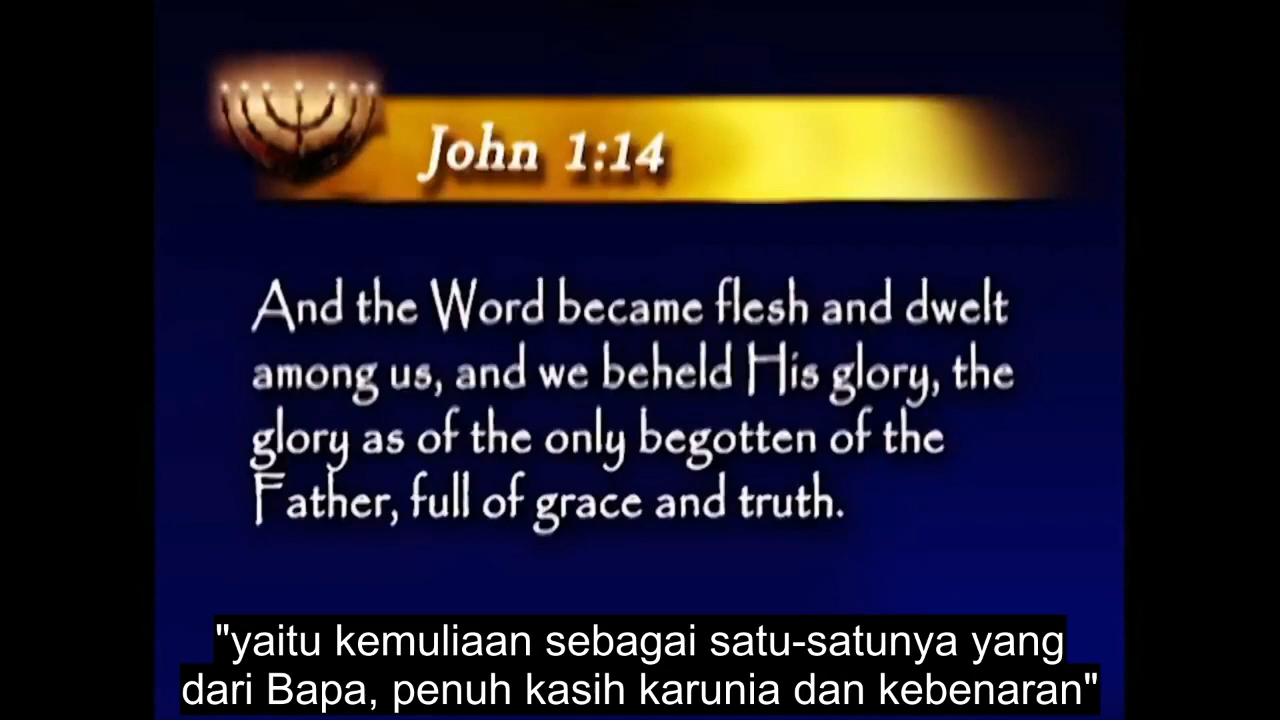 John 1:14
And the Word became flesh and dwelt
among us, and we beheld His glory, the
glory as of the only begotten of the
Father, full of grace and truth.
"yaitu kemuliaan sebagai satu-satunya yang
dari Bapa, penuh kasih karunia dan kebenaran"